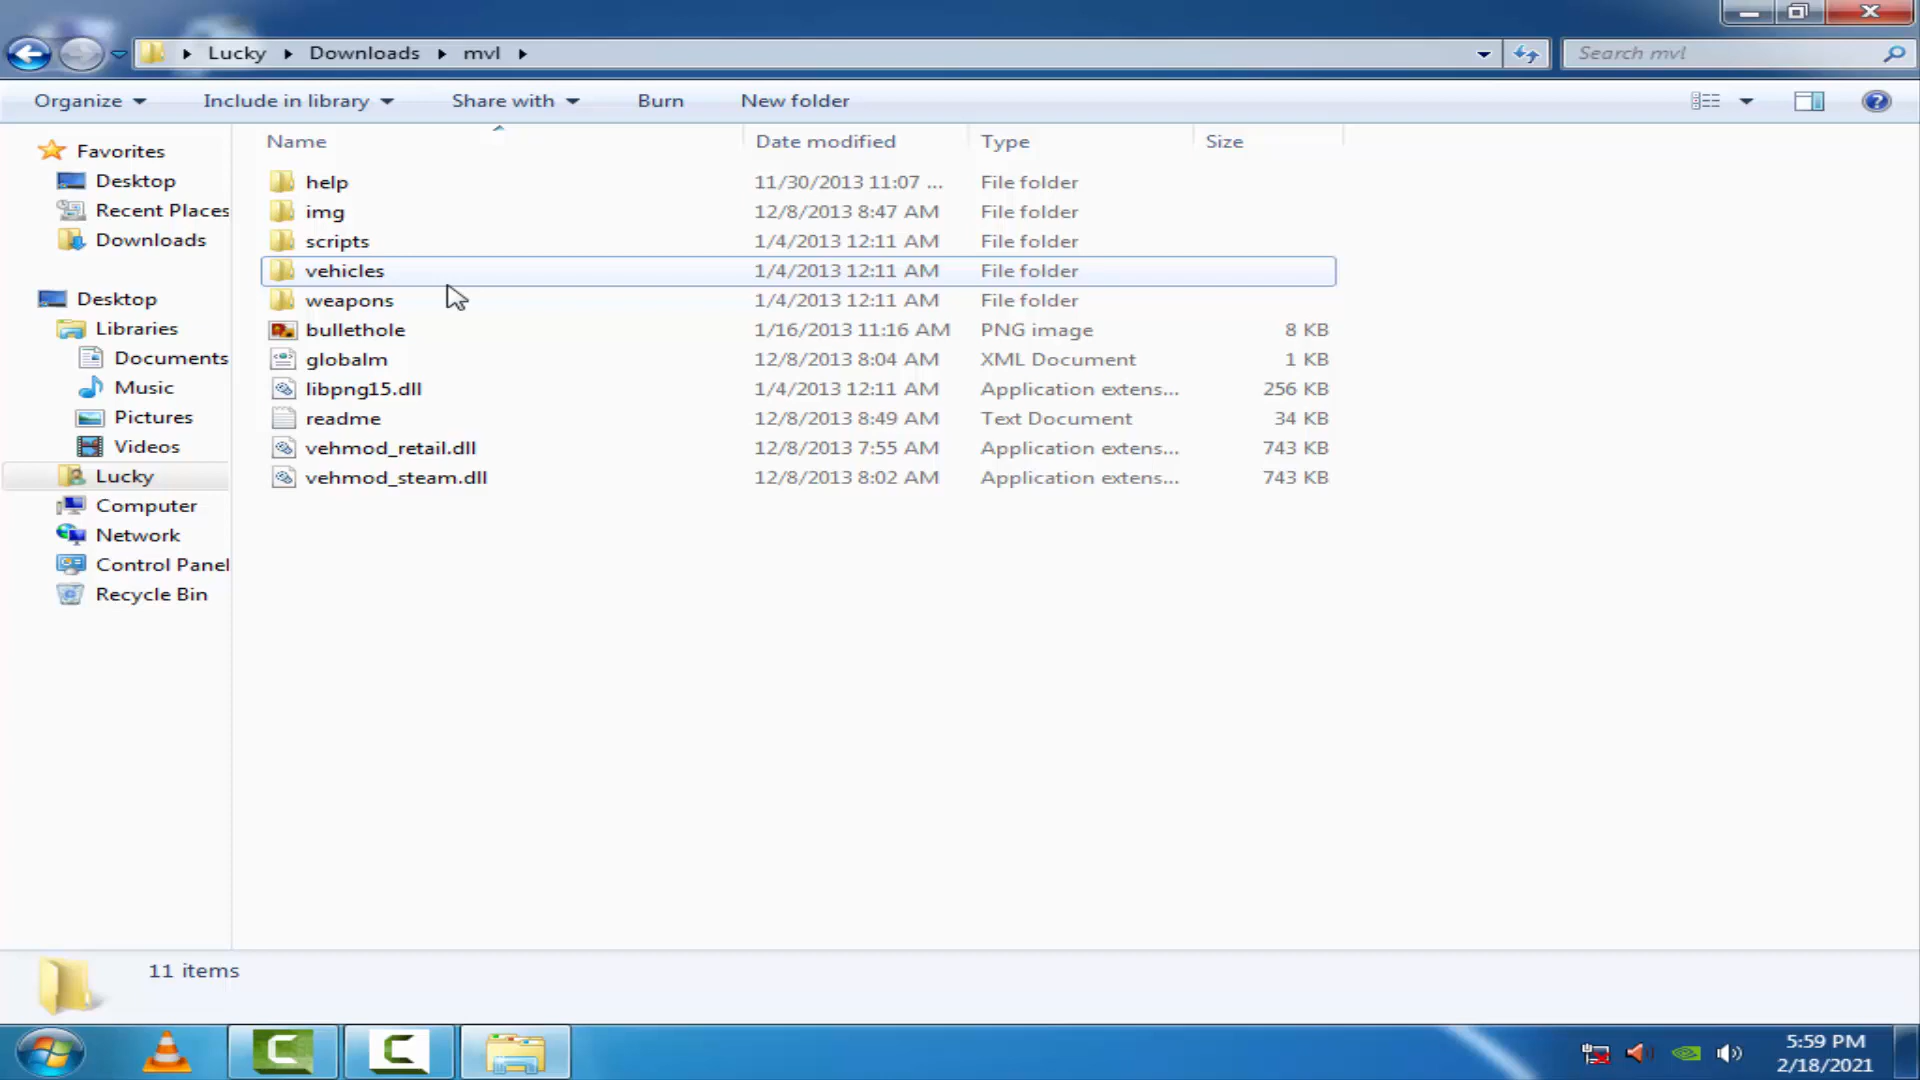 Lucky Downloads mvl
Search mvl
Organize Include in library Share with Burn New folder
Name Date modified Type Size
Favorites
Desktop
Recent Places
Downloads
Desktop
Libraries
Documents
Music
Pictures
Videos
Lucky
Computer
Network
Control Panel
Recycle Bin
help 11/30/2013 11:07 ... File folder
img 12/8/2013 8:47 AM File folder
scripts 1/4/2013 12:11 AM File folder
vehicles 1/4/2013 12:11 AM File folder
weapons 1/4/2013 12:11 AM File folder
bullethole 1/16/2013 11:16 AM PNG image 8 KB
globalm 12/8/2013 8:04 AM XML Document 1 KB
libpng15.dll 1/4/2013 12:11 AM Application extens... 256 KB
readme 12/8/2013 8:49 AM Text Document 34 KB
vehmod_retail.dll 12/8/2013 7:55 AM Application extens... 743 KB
vehmod_steam.dll 12/8/2013 8:02 AM Application extens... 743 KB
11 items
5:59 PM
2/18/2021